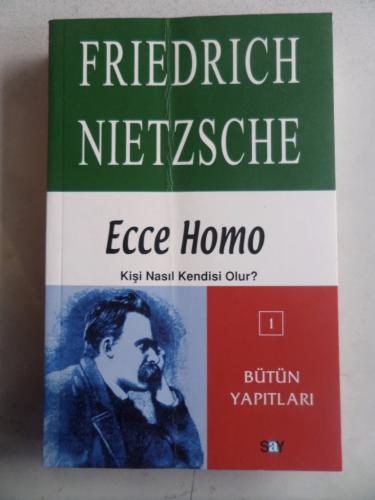 FRIEDRICH
NIETZSCHE
Ecce Homo
Kişi Nasıl Kendisi Olur?
1
BÜTÜN
YAPITLARI
say